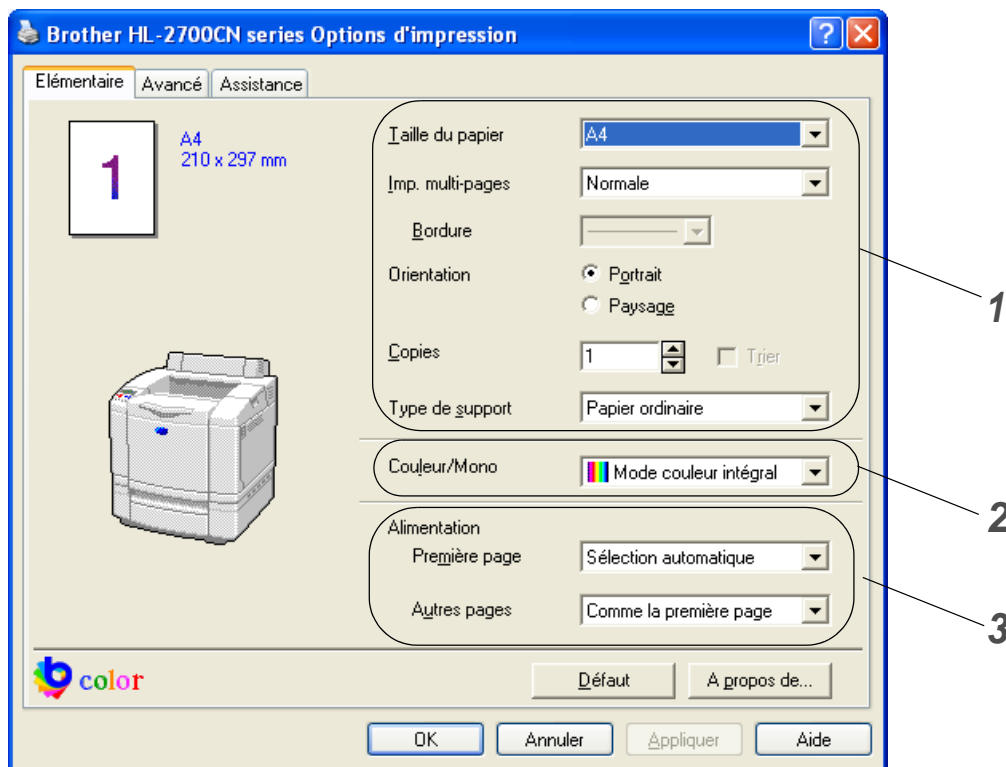 Brother HL-2700CN series Options d'impression
Elémentaire Avancé Assistance
1
A4
210 x 297 mm
Taille du papier A4
Imp. multi-pages Normale
Bordure
Orientation Portrait
Paysage
1
Copies 1 Trier
Type de support Papier ordinaire
Couleur/Mono Mode couleur intégral
2
Alimentation
Première page Sélection automatique
Autres pages Comme la première page
3
color
Défaut A propos de...
OK Annuler Appliquer Aide